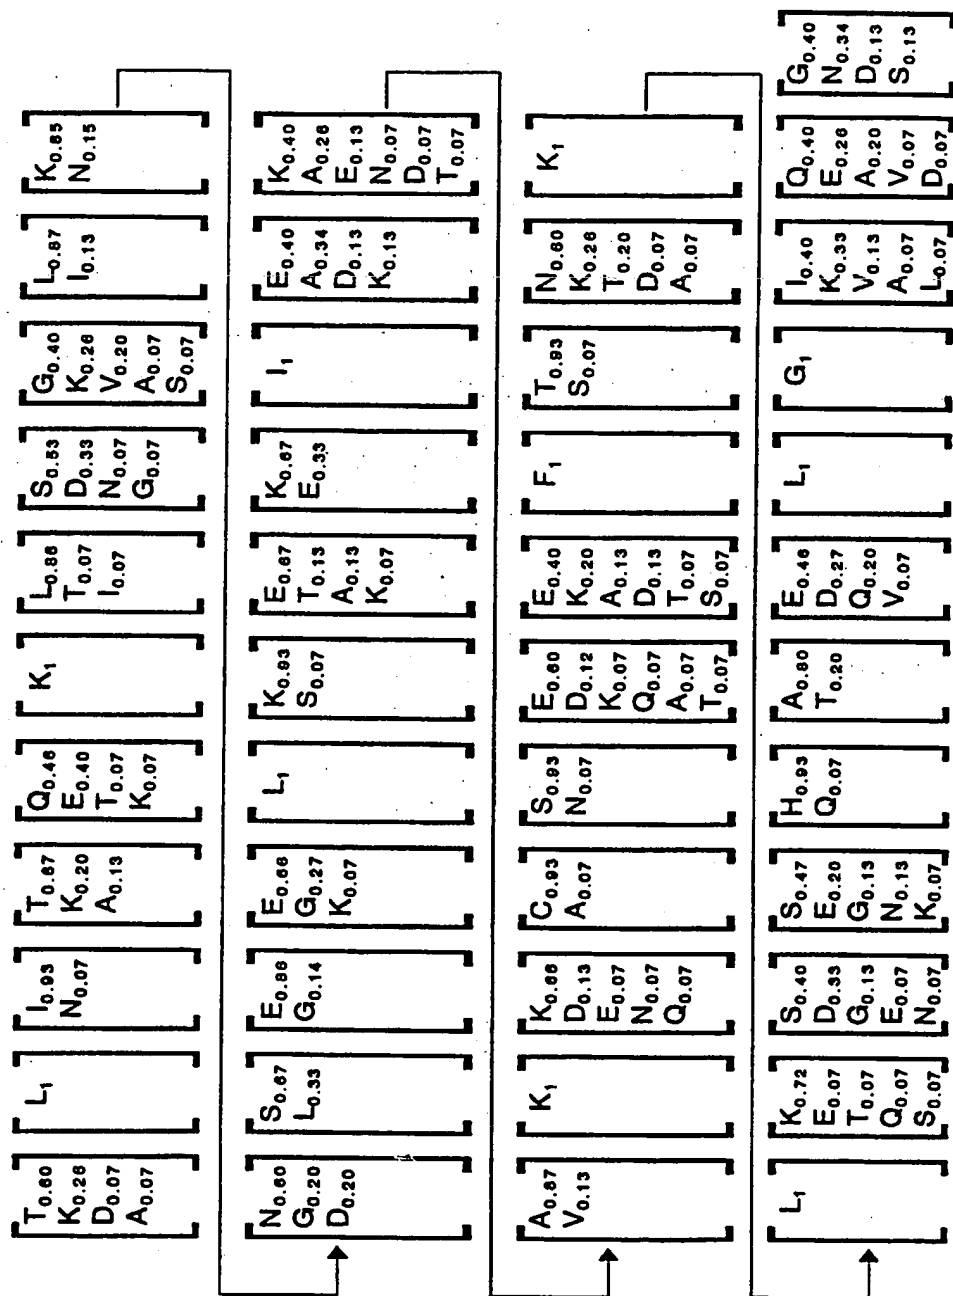 T0.60
K0.26
D0.07
A0.07
L1
I0.93
N0.07
T0.67
K0.20
A0.13
Q0.46
E0.40
T0.07
K0.07
K1
L0.86
T0.07
I0.07
S0.53
D0.33
N0.07
G0.07
G0.40
K0.26
V0.20
A0.07
S0.07
L0.87
I0.13
K0.85
N0.15
N0.60
G0.20
D0.20
S0.67
L0.33
E0.86
G0.14
E0.66
G0.27
K0.07
L1
K0.93
S0.07
E0.67
T0.13
A0.13
K0.07
K0.67
E0.33
I1
E0.40
A0.34
D0.13
K0.13
K0.40
A0.26
E0.13
N0.07
D0.07
T0.07
A0.87
V0.13
K1
K0.66
D0.13
E0.07
N0.07
Q0.07
C0.93
A0.07
S0.93
N0.07
E0.60
D0.12
K0.07
Q0.07
A0.07
T0.07
E0.40
K0.20
A0.13
D0.13
T0.07
S0.07
F1
T0.93
S0.07
N0.60
K0.26
T0.20
D0.07
A0.07
K1
L1
K0.72
E0.07
T0.07
Q0.07
S0.07
S0.40
D0.33
G0.13
E0.07
N0.07
S0.47
E0.20
G0.13
N0.13
K0.07
H0.93
Q0.07
A0.80
T0.20
E0.46
D0.27
Q0.20
V0.07
L1
G1
I0.40
K0.33
V0.13
A0.07
L0.07
Q0.40
E0.26
A0.20
V0.07
D0.07
G0.40
N0.34
D0.13
S0.13